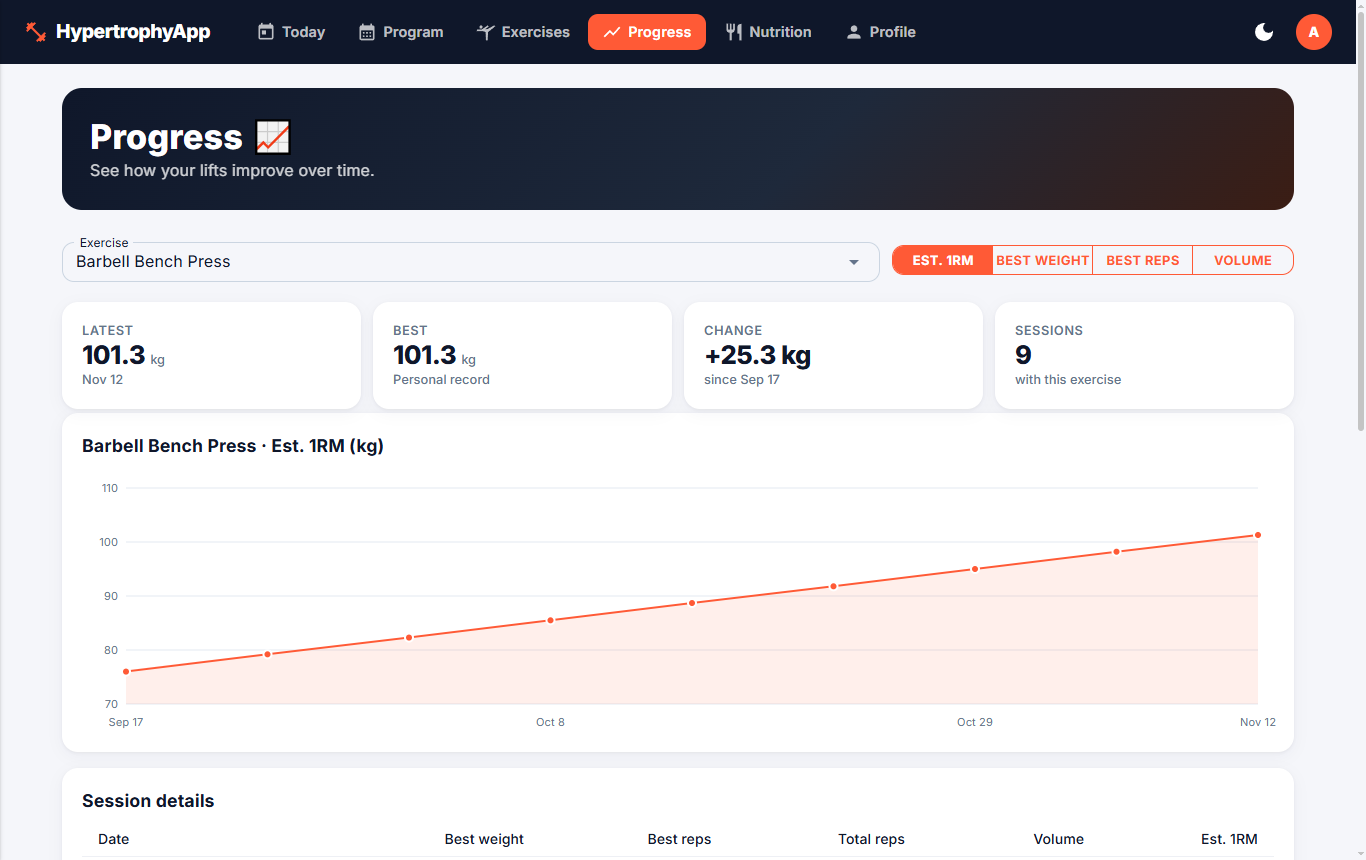 HypertrophyApp Today Program Exercises Progress Nutrition Profile A
Progress
See how your lifts improve over time.
Exercise
Barbell Bench Press
EST. 1RM BEST WEIGHT BEST REPS VOLUME
LATEST
101.3 kg
Nov 12
BEST
101.3 kg
Personal record
CHANGE
+25.3 kg
since Sep 17
SESSIONS
9
with this exercise
Barbell Bench Press · Est. 1RM (kg)
110
100
90
80
70
Sep 17 Oct 8 Oct 29 Nov 12
Session details
Date Best weight Best reps Total reps Volume Est. 1RM